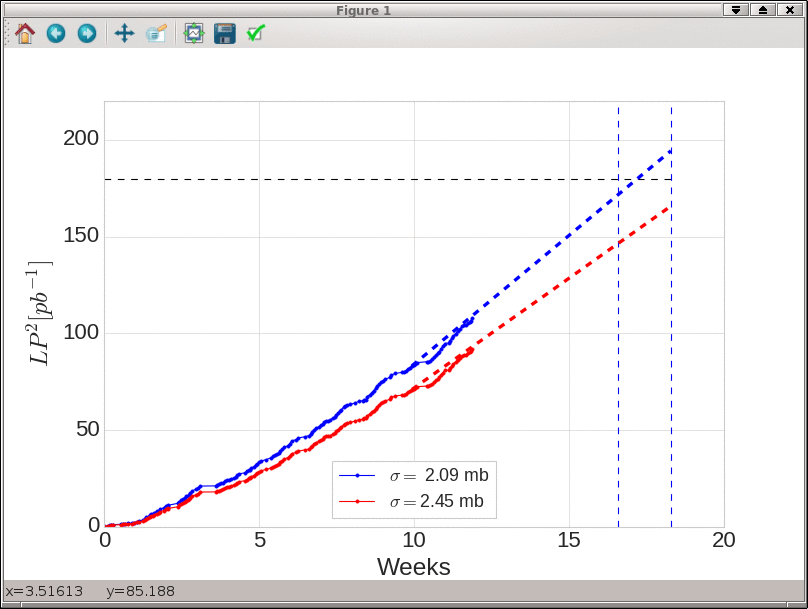 Figure 1
200
150
100
50
0
LP²[pb⁻¹]
σ = 2.09 mb
σ = 2.45 mb
0 5 10 15 20
Weeks
x=3.51613 y=85.188